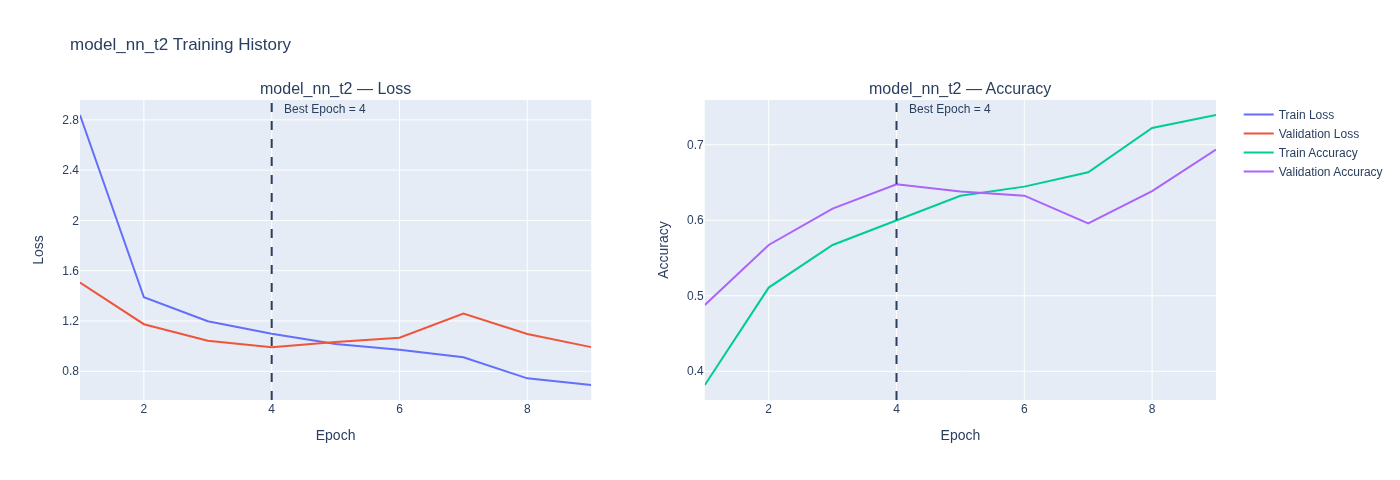 model_nn_t2 Training History
model_nn_t2 — Loss
Best Epoch = 4
2.8
2.4
2
1.6
1.2
0.8
Loss
2
4
6
8
Epoch
model_nn_t2 — Accuracy
Best Epoch = 4
0.7
0.6
0.5
0.4
Accuracy
2
4
6
8
Epoch
Train Loss
Validation Loss
Train Accuracy
Validation Accuracy